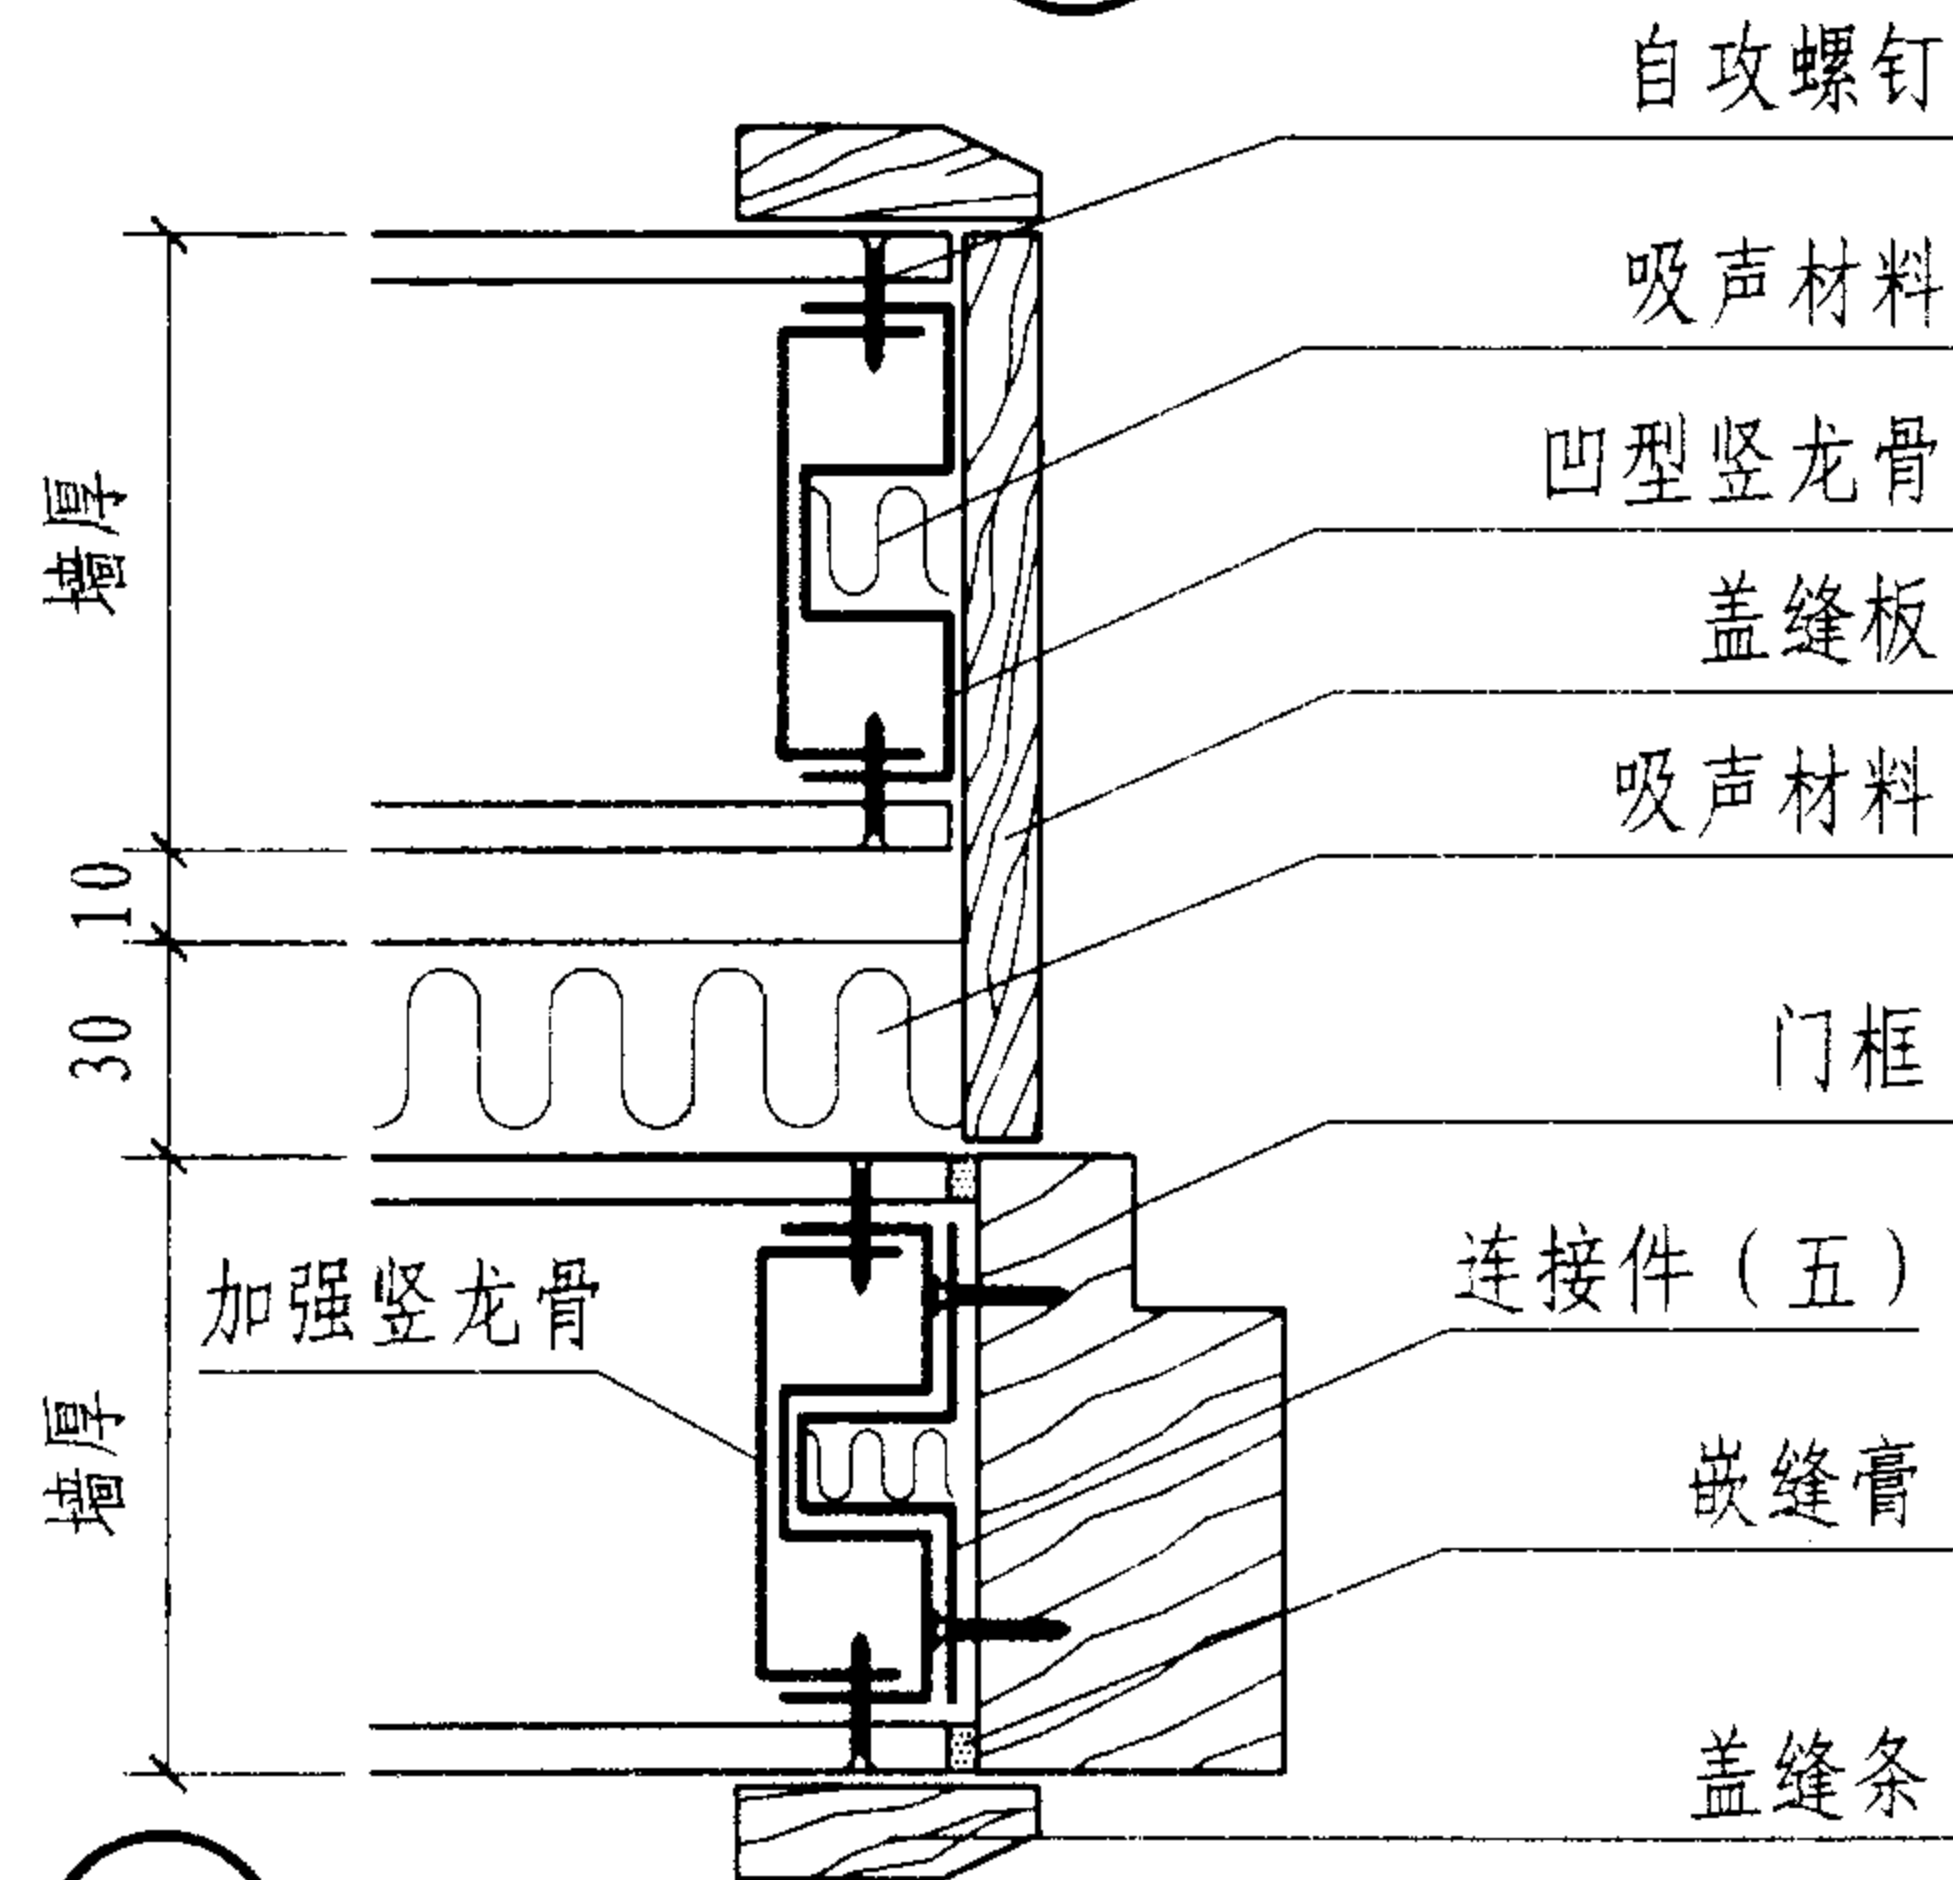 自攻螺钉
吸声材料
凹型竖龙骨
盖缝板
吸声材料
门框
连接件（五）
嵌缝膏
盖缝条
墙厚
10
30
加强竖龙骨
墙厚